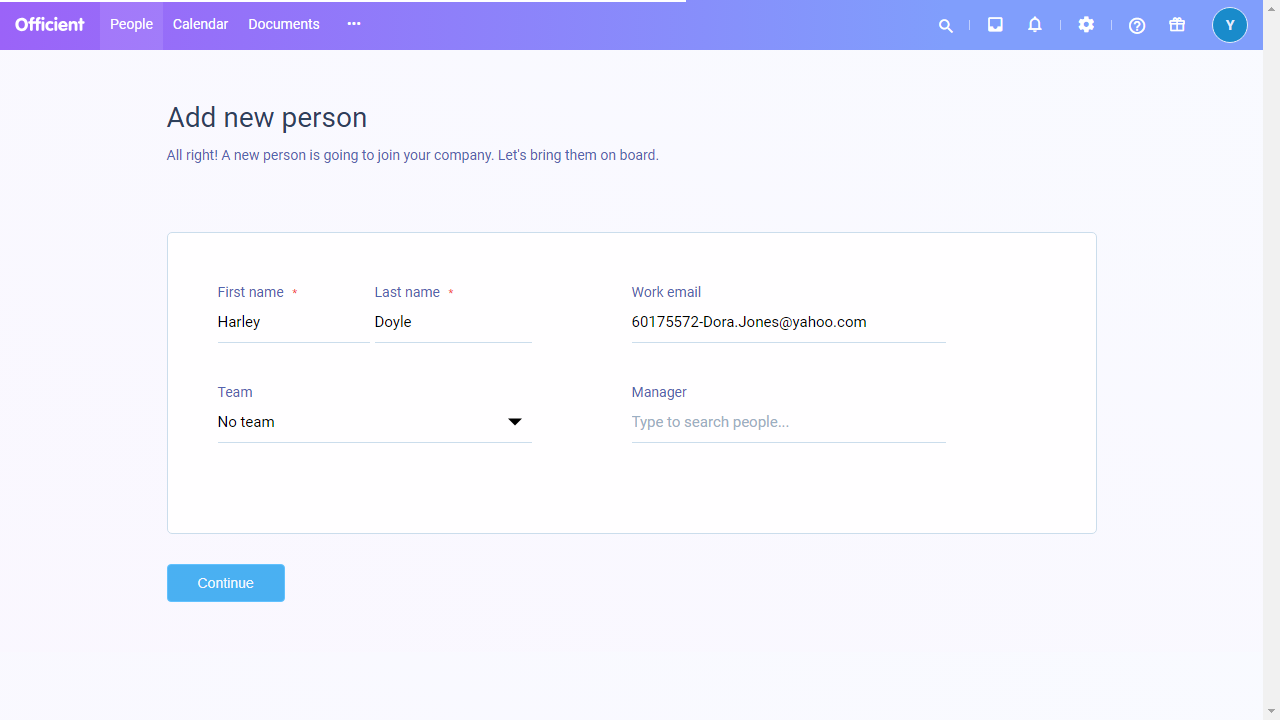 Officient People Calendar Documents ... Y
Add new person
All right! A new person is going to join your company. Let's bring them on board.
First name * Last name * Work email
Harley Doyle 60175572-Dora.Jones@yahoo.com
Team Manager
No team Type to search people...
Continue